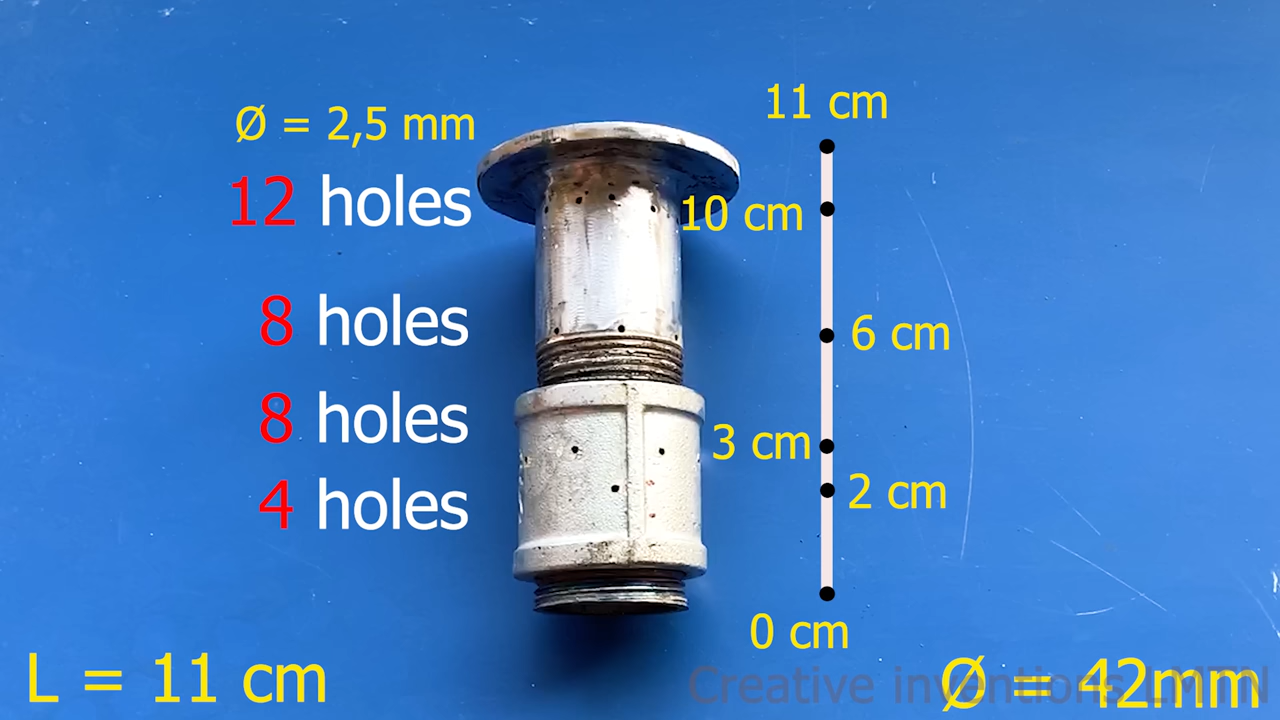 11 cm
Ø = 2,5 mm
12 holes
10 cm
8 holes
6 cm
8 holes
3 cm
4 holes
2 cm
0 cm
L = 11 cm
Creative inventions LMTN
Ø = 42mm